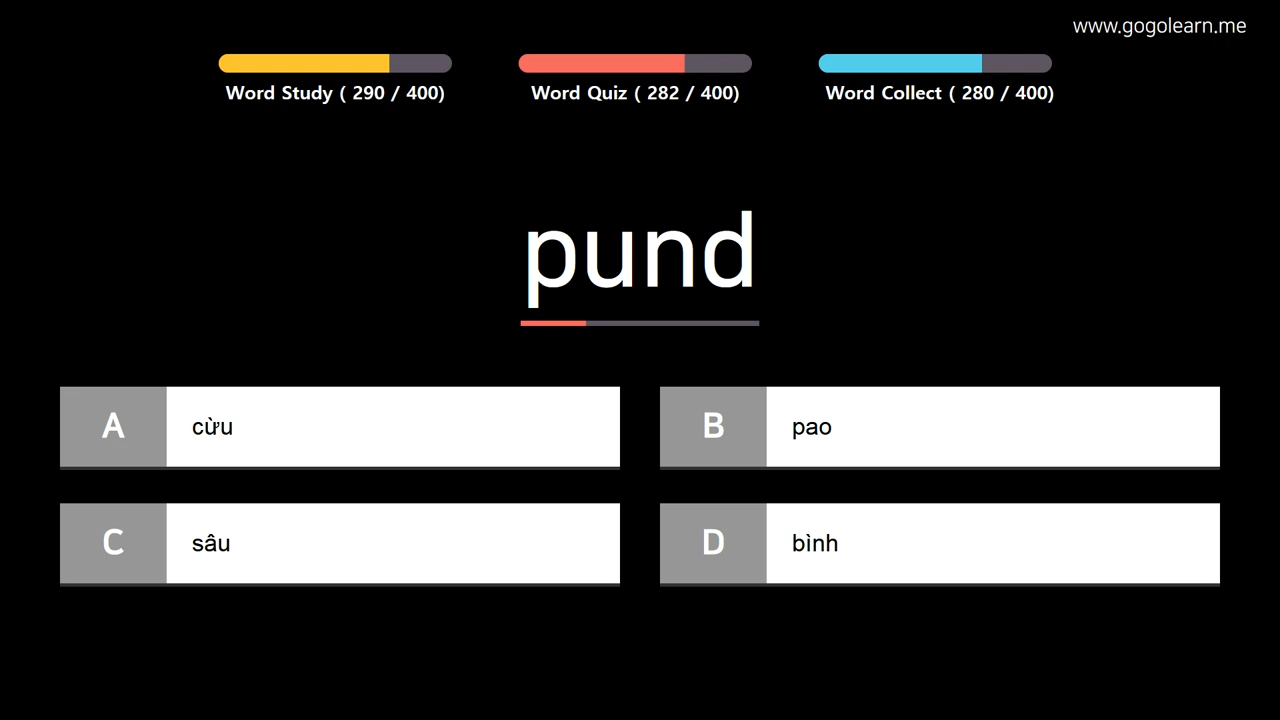 www.gogolearn.me
Word Study ( 290 / 400)
Word Quiz ( 282 / 400)
Word Collect ( 280 / 400)
pund
A cừu
B pao
C sâu
D bình